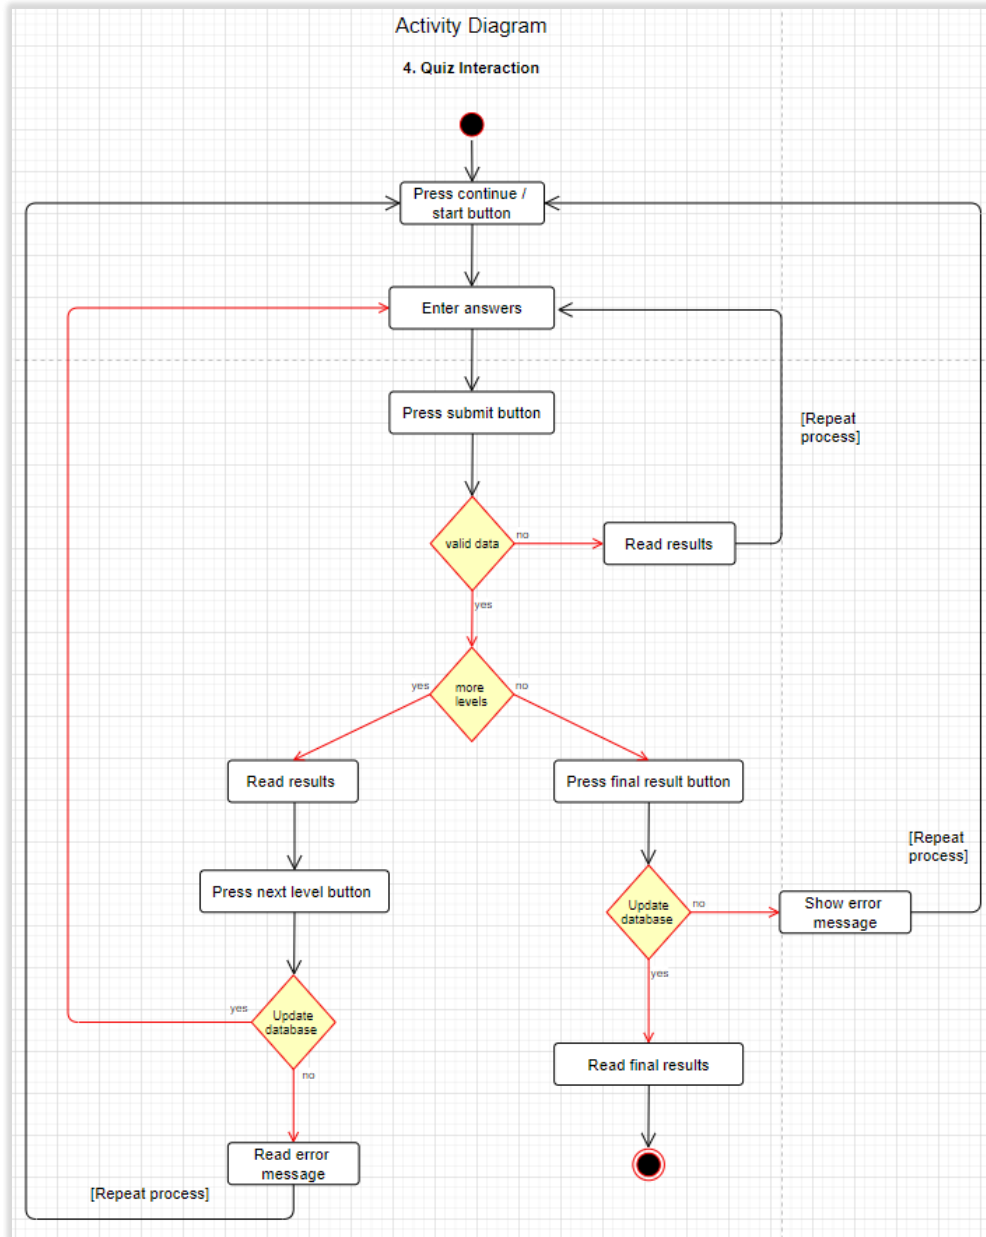 Activity Diagram
4. Quiz Interaction
Press continue /
start button
Enter answers
Press submit button
[Repeat
process]
valid data
no
Read results
yes
more
levels
yes
no
Read results
Press final result button
Press next level button
[Repeat
process]
Update
database
no
Show error
message
yes
Update
database
yes
no
Read final results
Read error
message
[Repeat process]